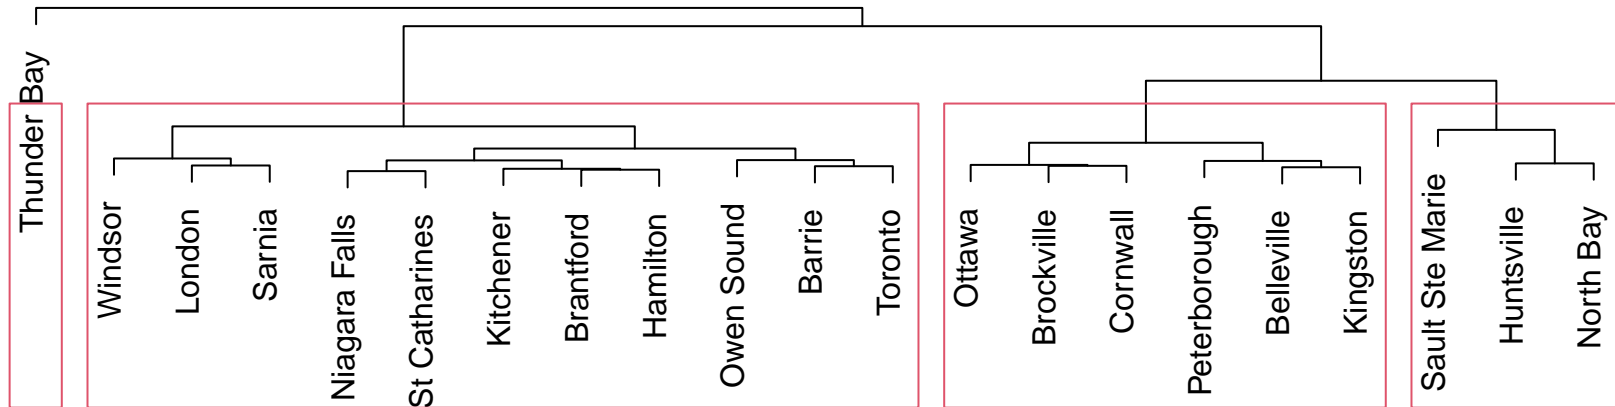 Thunder Bay
Windsor
London
Sarnia
Niagara Falls
St Catharines
Kitchener
Brantford
Hamilton
Owen Sound
Barrie
Toronto
Ottawa
Brockville
Cornwall
Peterborough
Belleville
Kingston
Sault Ste Marie
Huntsville
North Bay